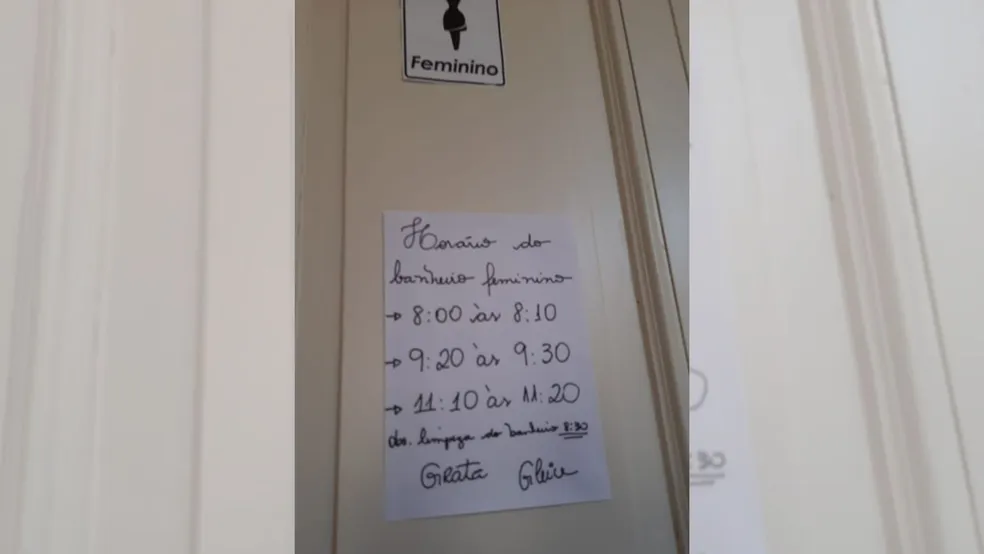 Feminino
Horário do
banheiro feminino
→ 8:00 às 8:10
→ 9:20 às 9:30
→ 11:10 às 11:20
obs. limpeza do banheiro 8:30
Grata Gleice
:30